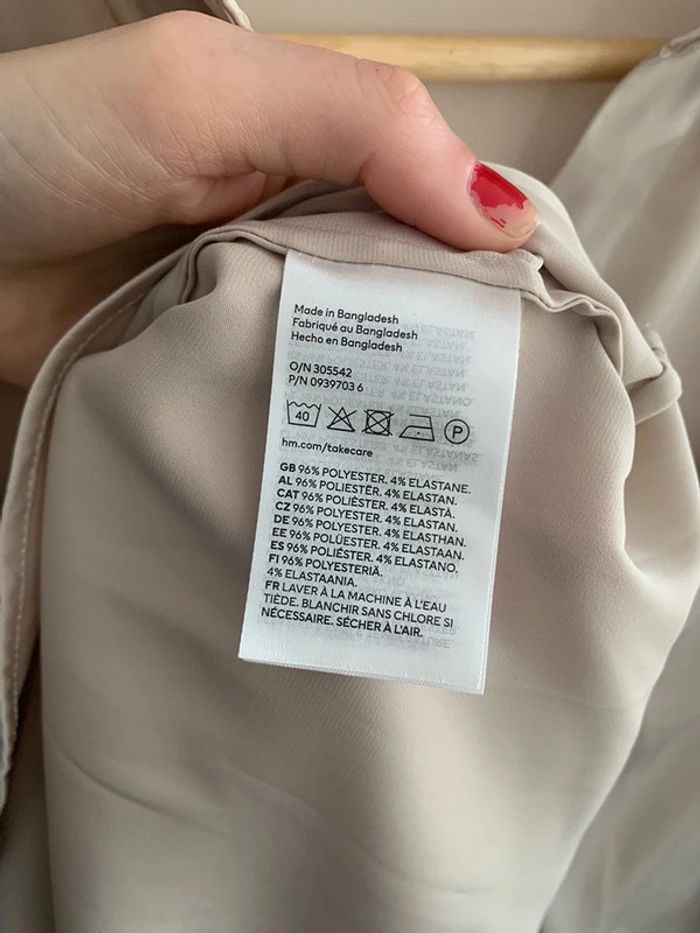 Made in Bangladesh
Fabriqué au Bangladesh
Hecho en Bangladesh
O/N 305542
P/N 0939703 6
40
P
hm.com/takecare
GB 96% POLYESTER. 4% ELASTANE.
AL 96% POLIESTËR. 4% ELASTAN.
CAT 96% POLIÈSTER. 4% ELASTÀ.
CZ 96% POLYESTER. 4% ELASTAN.
DE 96% POLYESTER. 4% ELASTHAN.
EE 96% POLÜESTER. 4% ELASTAAN.
ES 96% POLIÉSTER. 4% ELASTANO.
FI 96% POLYESTERIÄ.
4% ELASTAANIA.
FR LAVER À LA MACHINE À L'EAU
TIÈDE. BLANCHIR SANS CHLORE SI
NÉCESSAIRE. SÉCHER À L'AIR.